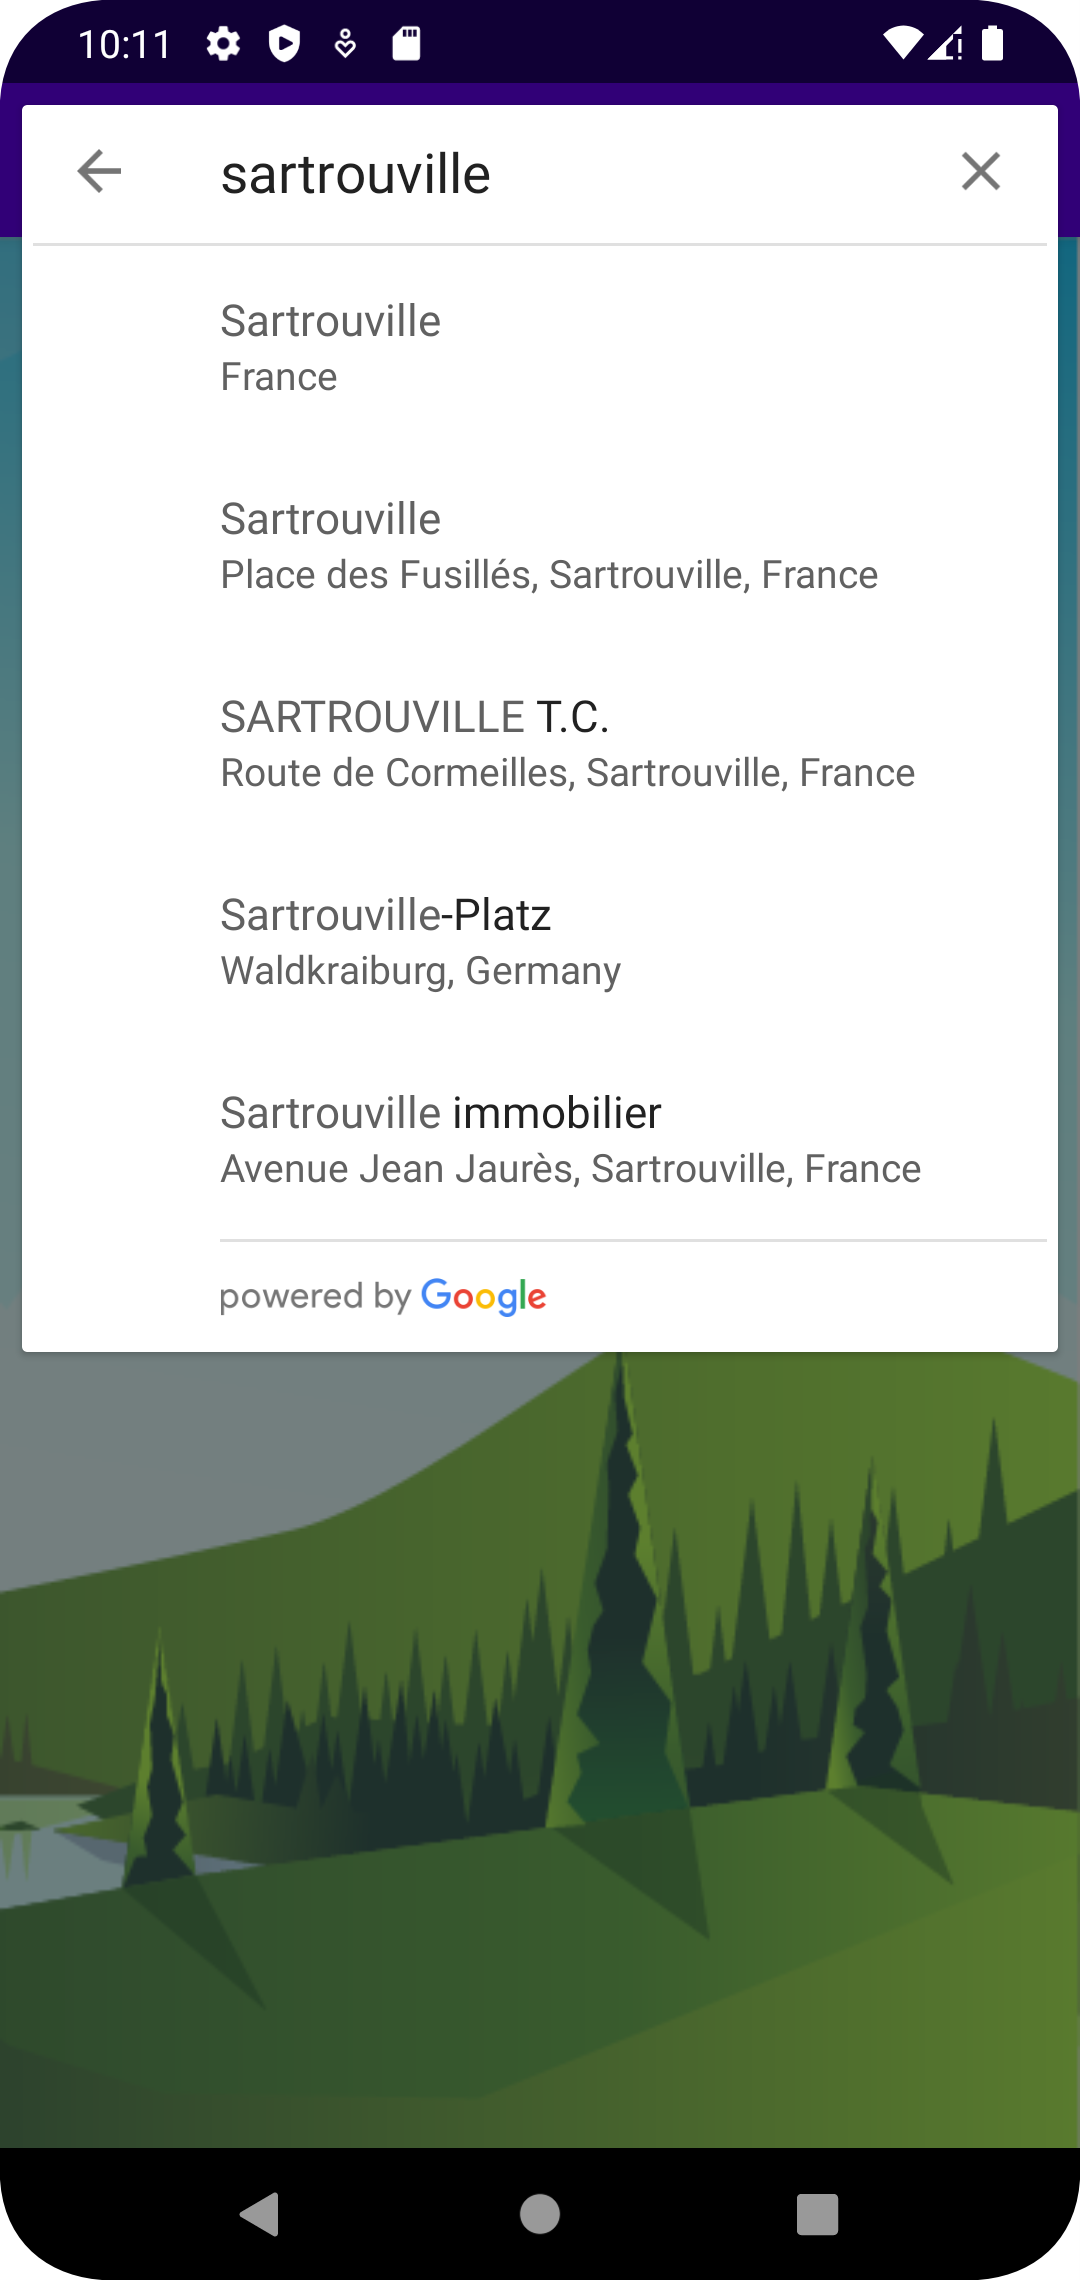 10:11
sartrouville
Sartrouville
France
Sartrouville
Place des Fusillés, Sartrouville, France
SARTROUVILLE T.C.
Route de Cormeilles, Sartrouville, France
Sartrouville-Platz
Waldkraiburg, Germany
Sartrouville immobilier
Avenue Jean Jaurès, Sartrouville, France
powered by Google